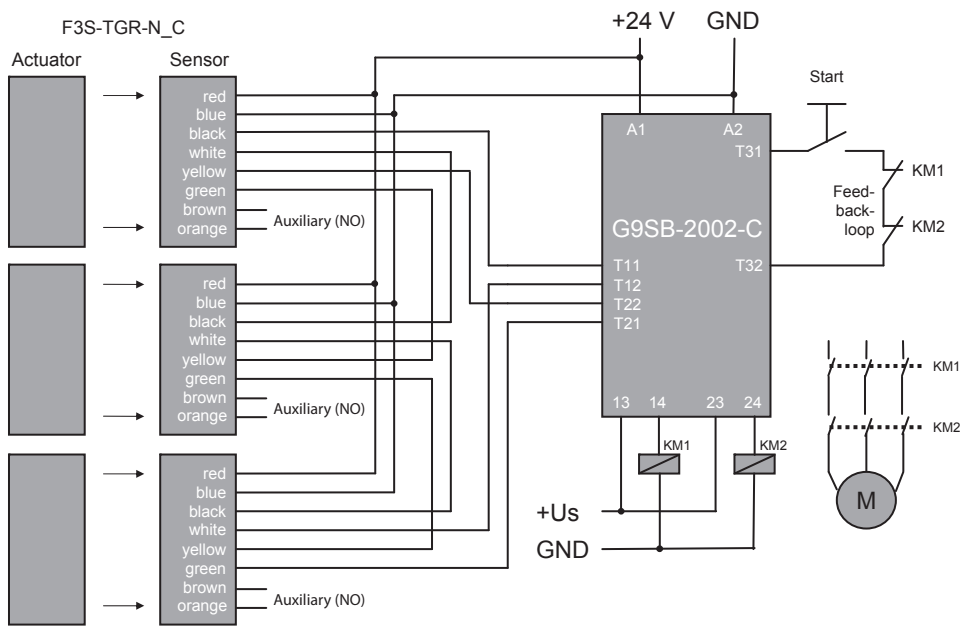 F3S-TGR-N_C
Actuator
Sensor
red
blue
black
white
yellow
green
brown
orange
Auxiliary (NO)
red
blue
black
white
yellow
green
brown
orange
Auxiliary (NO)
red
blue
black
white
yellow
green
brown
orange
Auxiliary (NO)
+24 V
GND
A1
A2
T31
G9SB-2002-C
T11
T32
T12
T22
T21
13
14
23
24
Start
KM1
Feed-
back-
loop
KM2
KM1
KM2
+Us
GND
KM1
KM2
M